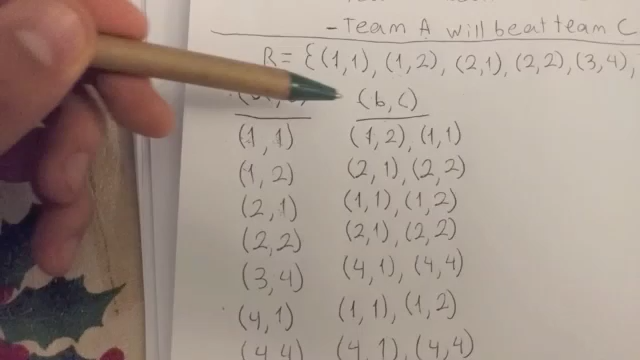 - Team A will beat team C
R = {(1,1), (1,2), (2,1), (2,2), (3,4),
(b,c)
(1,1) (1,2), (1,1)
(1,2) (2,1), (2,2)
(2,1) (1,1), (1,2)
(2,2) (2,1), (2,2)
(3,4) (4,1), (4,4)
(4,1) (1,1), (1,2)
(4,4) (4,1), (4,4)